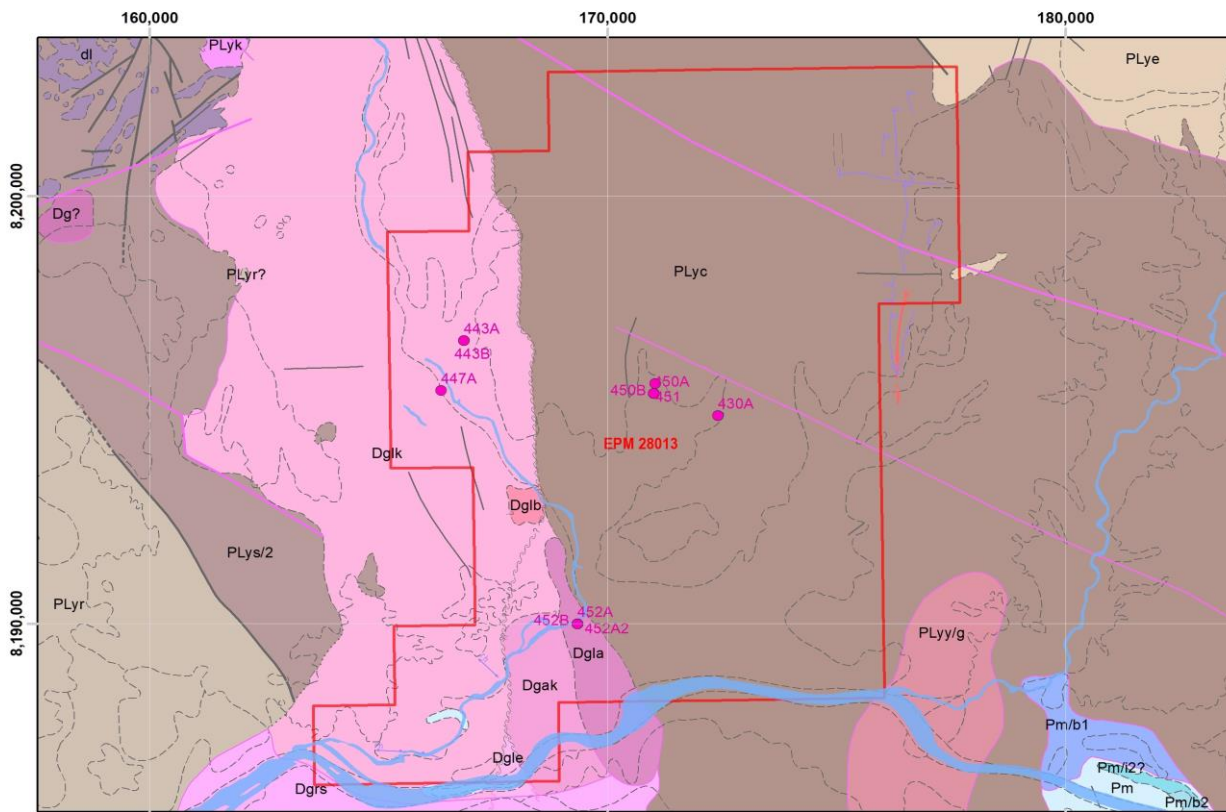 160,000
170,000
180,000
PLyk
dl
PLye
8,200,000
Dg?
PLyr?
PLyc
443A
443B
447A
450A
450B
451
430A
EPM 28013
Dglk
Dglb
PLys/2
PLyr
8,190,000
452A
452B
452A2
Dgla
PLyy/g
Dgak
Pm/b1
Dgle
Pm/i2?
Pm
Dgrs
Pm/b2